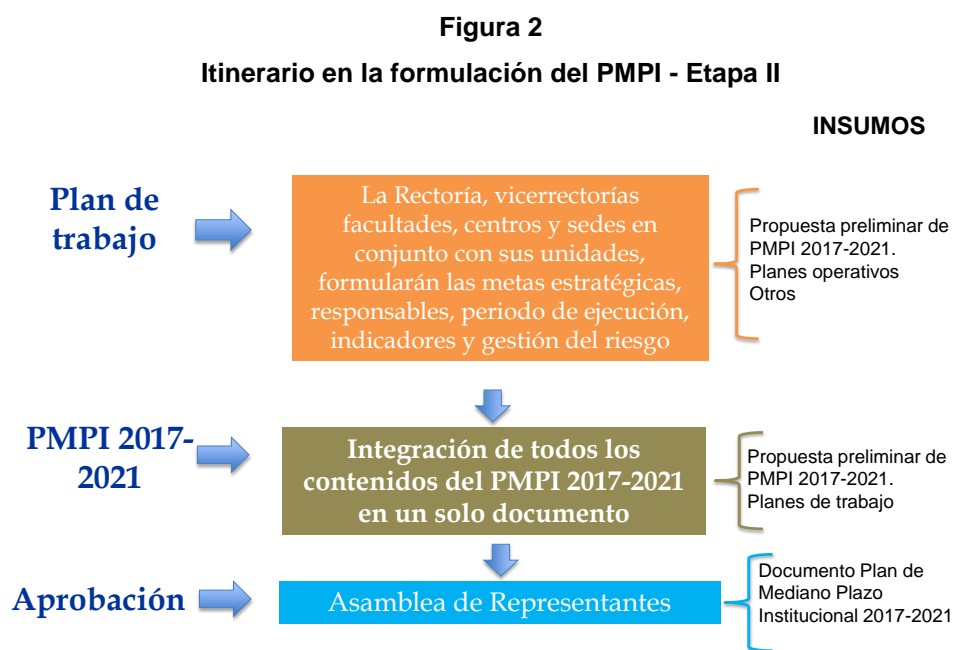 Figura 2
Itinerario en la formulación del PMPI - Etapa II
INSUMOS
Plan de
trabajo
La Rectoría, vicerrectorías
facultades, centros y sedes en
conjunto con sus unidades,
formularán las metas estratégicas,
responsables, periodo de ejecución,
indicadores y gestión del riesgo
Propuesta preliminar de
PMPI 2017-2021.
Planes operativos
Otros
PMPI 2017-
2021
Integración de todos los
contenidos del PMPI 2017-2021
en un solo documento
Propuesta preliminar de
PMPI 2017-2021.
Planes de trabajo
Aprobación
Asamblea de Representantes
Documento Plan de
Mediano Plazo
Institucional 2017-2021